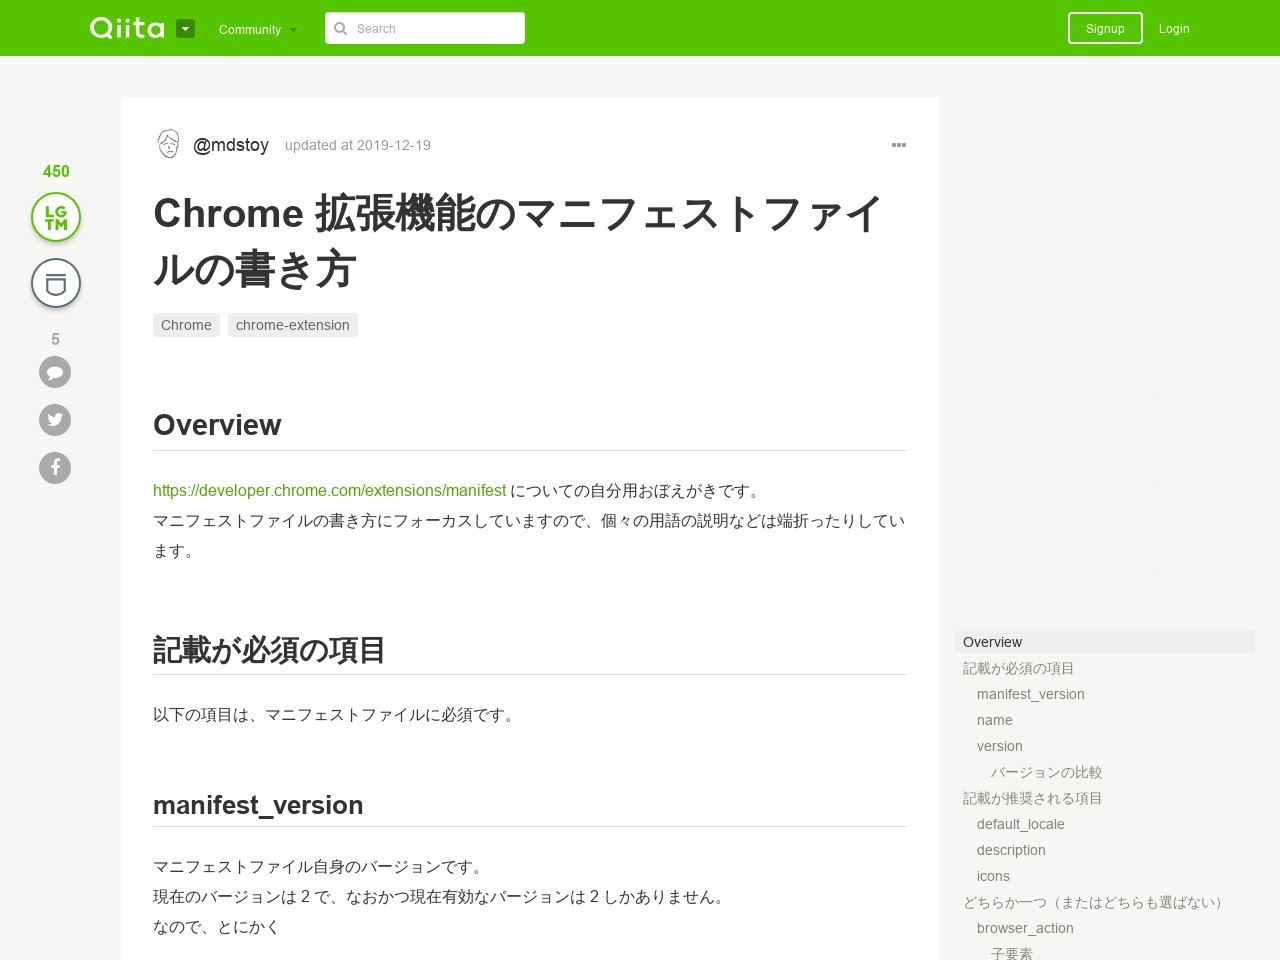 Qiita
Community
Search
Signup
Login
450
LG
TM
5
@mdstoy updated at 2019-12-19
Chrome 拡張機能のマニフェストファイ
ルの書き方
Chrome chrome-extension
Overview
https://developer.chrome.com/extensions/manifest についての自分用おぼえがきです。
マニフェストファイルの書き方にフォーカスしていますので、個々の用語の説明などは端折ったりしてい
ます。
記載が必須の項目
以下の項目は、マニフェストファイルに必須です。
manifest_version
マニフェストファイル自身のバージョンです。
現在のバージョンは 2 で、なおかつ現在有効なバージョンは 2 しかありません。
なので、とにかく
Overview
記載が必須の項目
manifest_version
name
version
バージョンの比較
記載が推奨される項目
default_locale
description
icons
どちらか一つ（またはどちらも選ばない）
browser_action
子要素